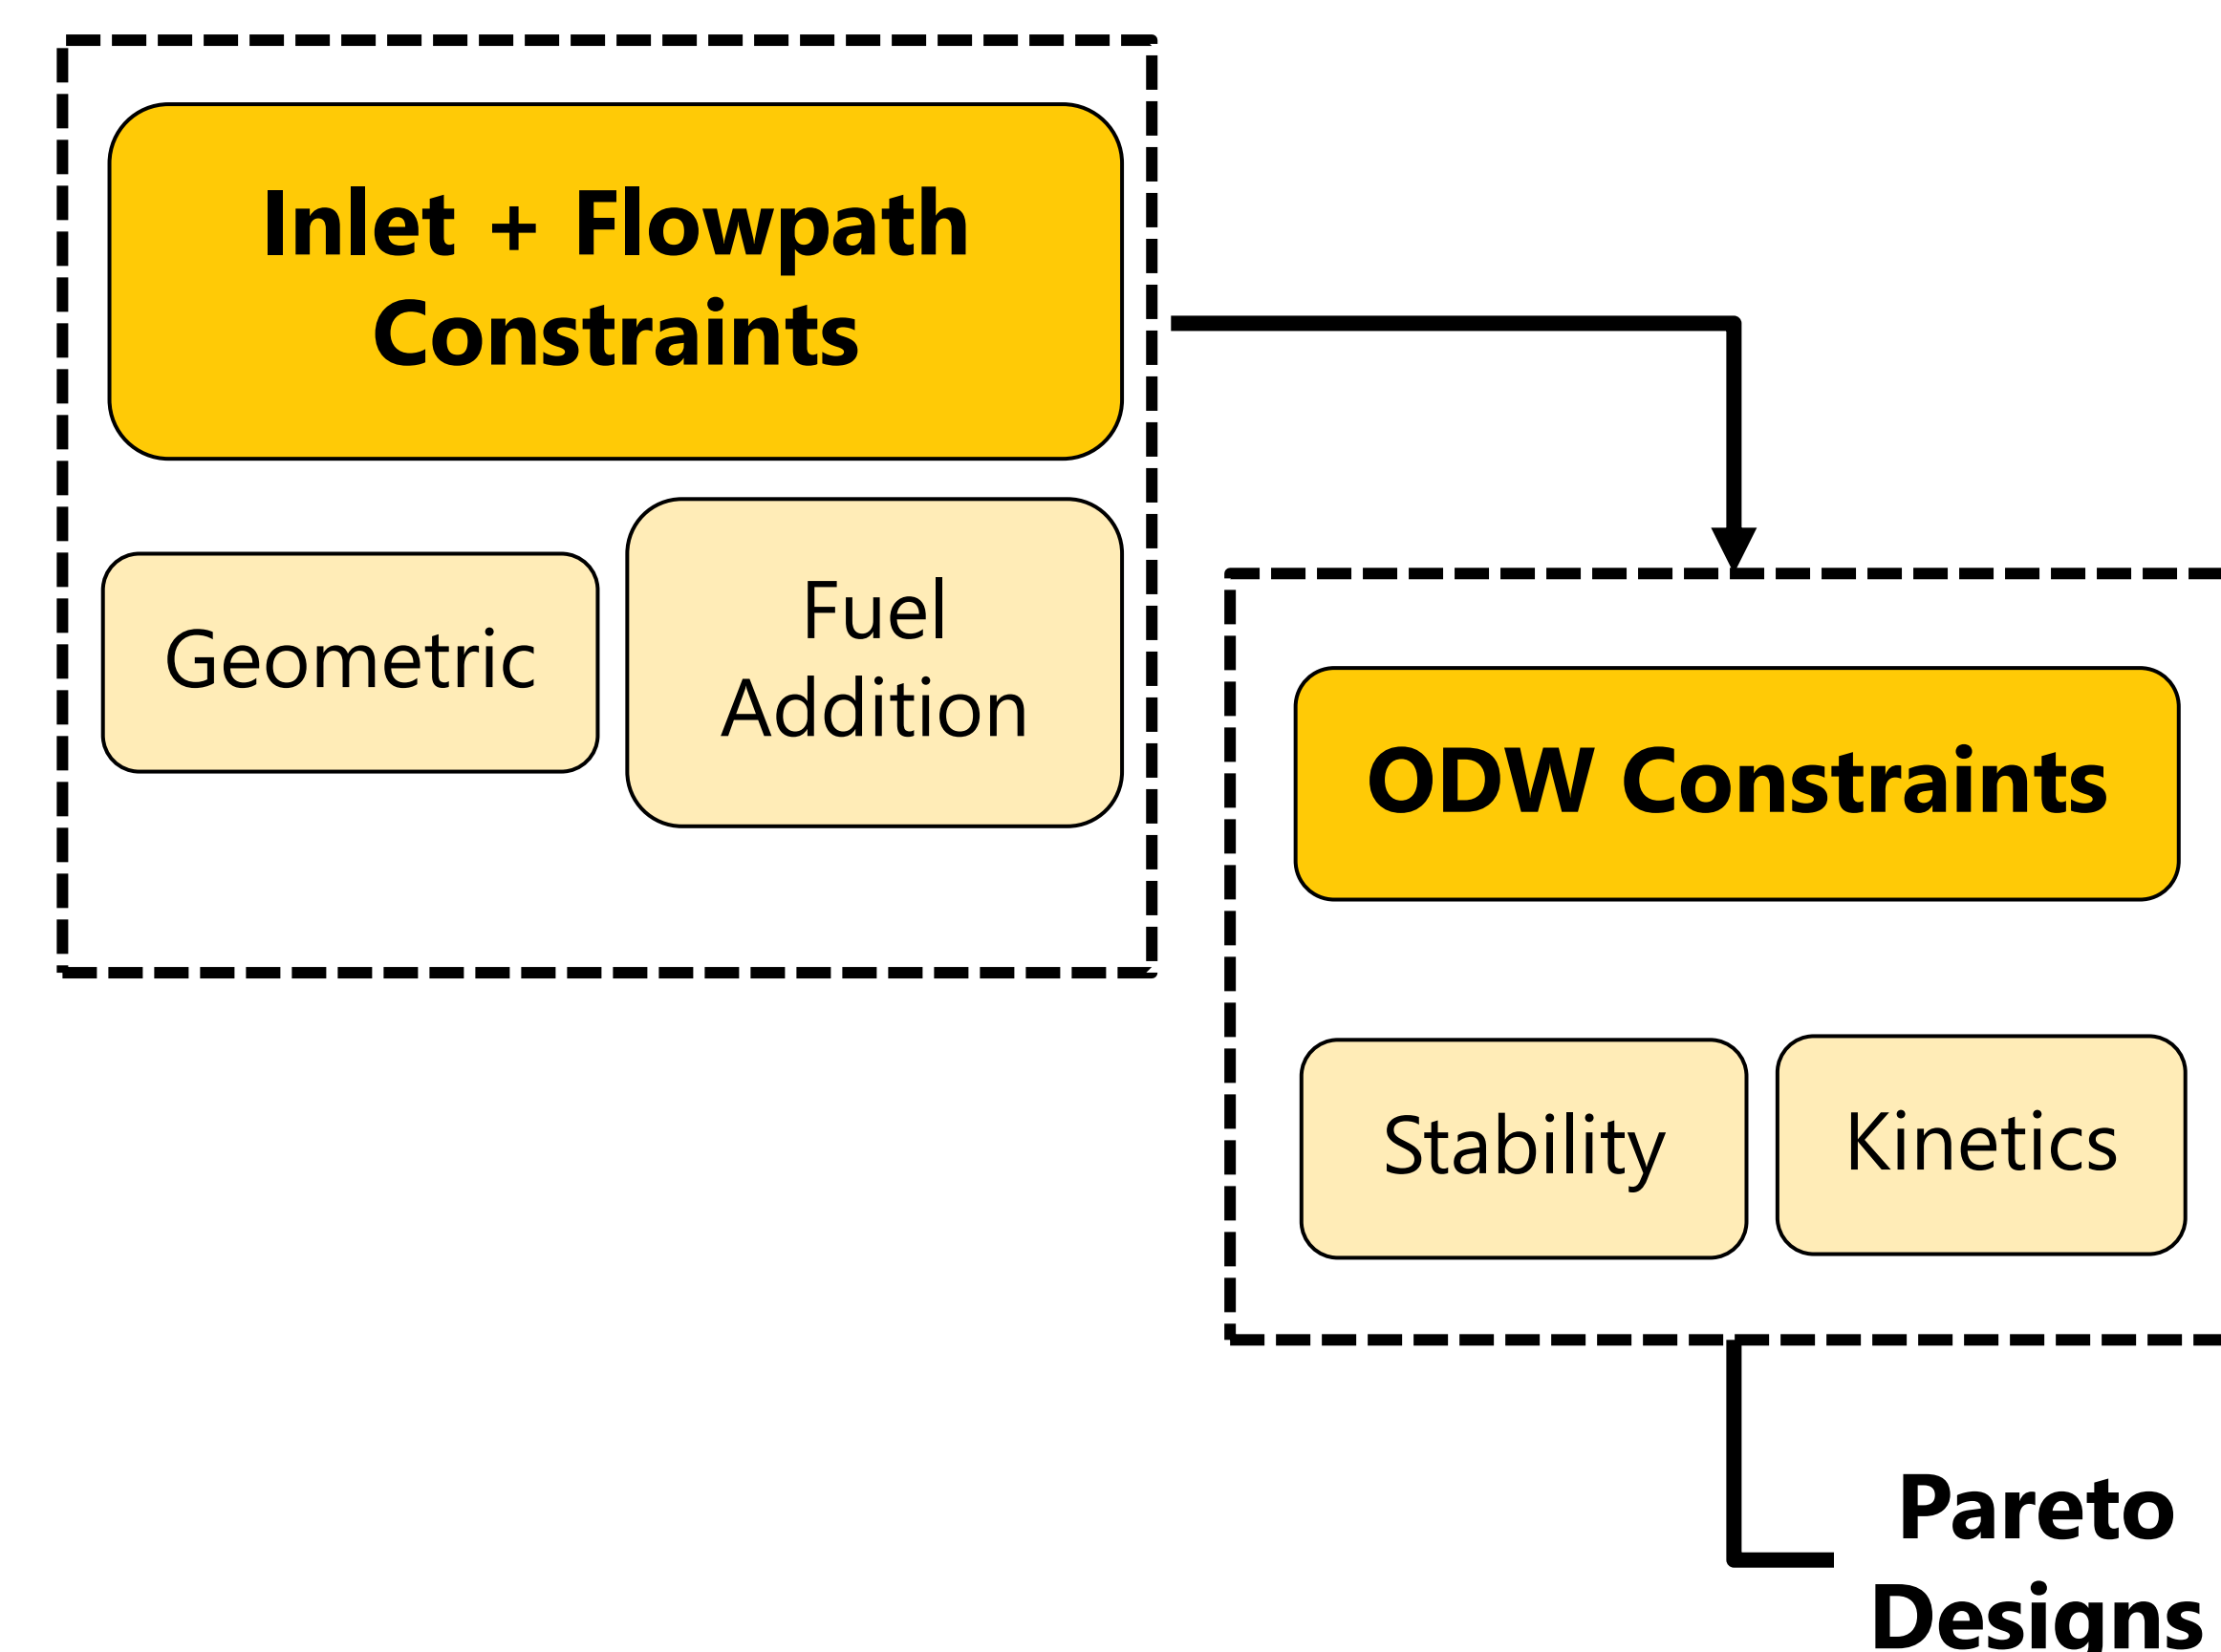 Inlet + Flowpath
Constraints
Geometric
Fuel
Addition
ODW Constraints
Stability
Kinetics
Pareto
Designs